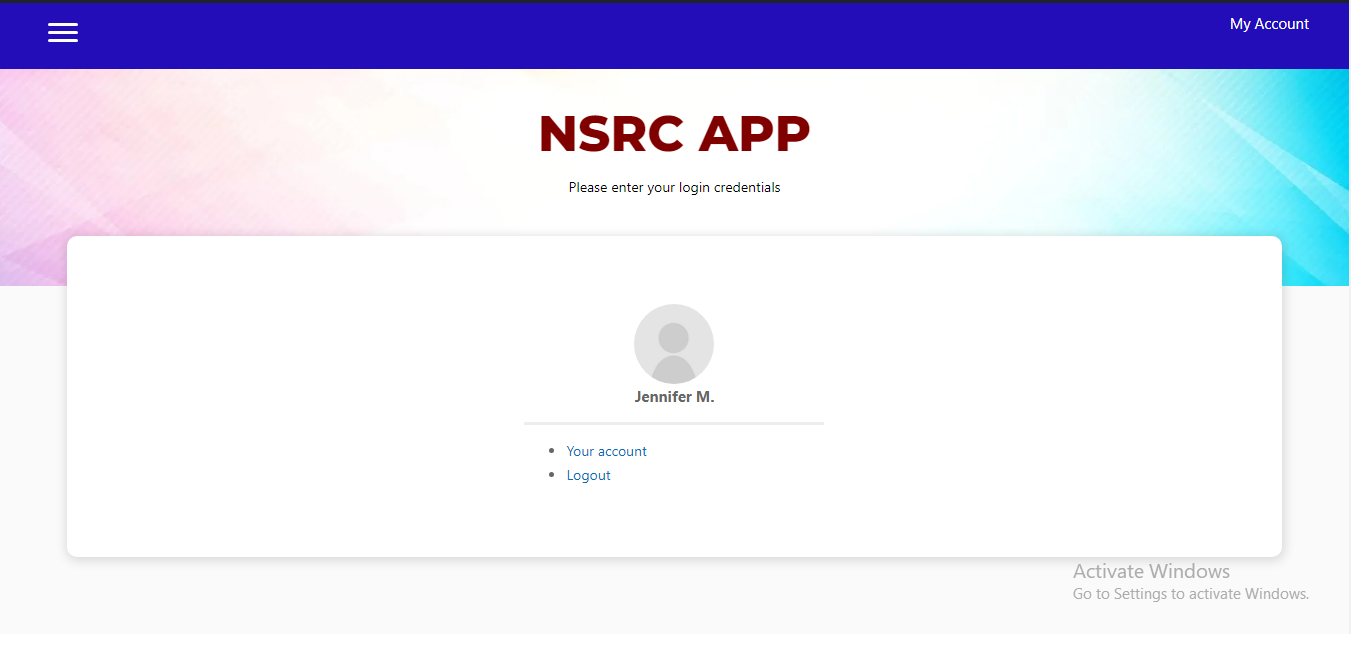 My Account
NSRC APP
Please enter your login credentials
Jennifer M.
Your account
Logout
Activate Windows
Go to Settings to activate Windows.